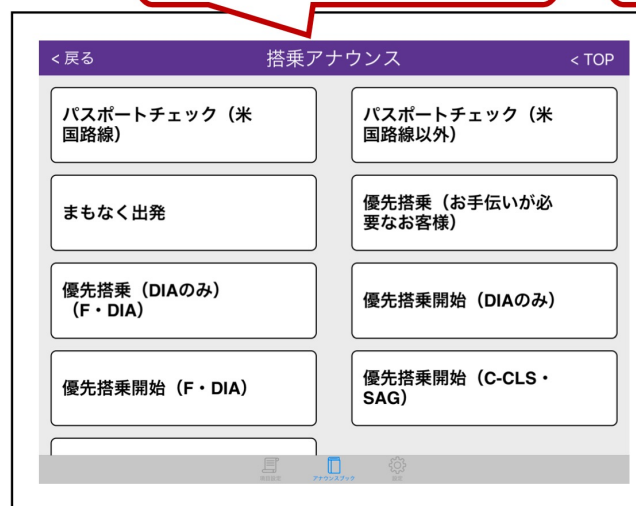 < 戻る
搭乗アナウンス
< TOP
パスポートチェック（米
国路線）
パスポートチェック（米
国路線以外）
まもなく出発
優先搭乗（お手伝いが必
要なお客様）
優先搭乗（DIAのみ）
（F・DIA）
優先搭乗開始（DIAのみ）
優先搭乗開始（F・DIA）
優先搭乗開始（C-CLS・
SAG）
アナウンスブック
設定